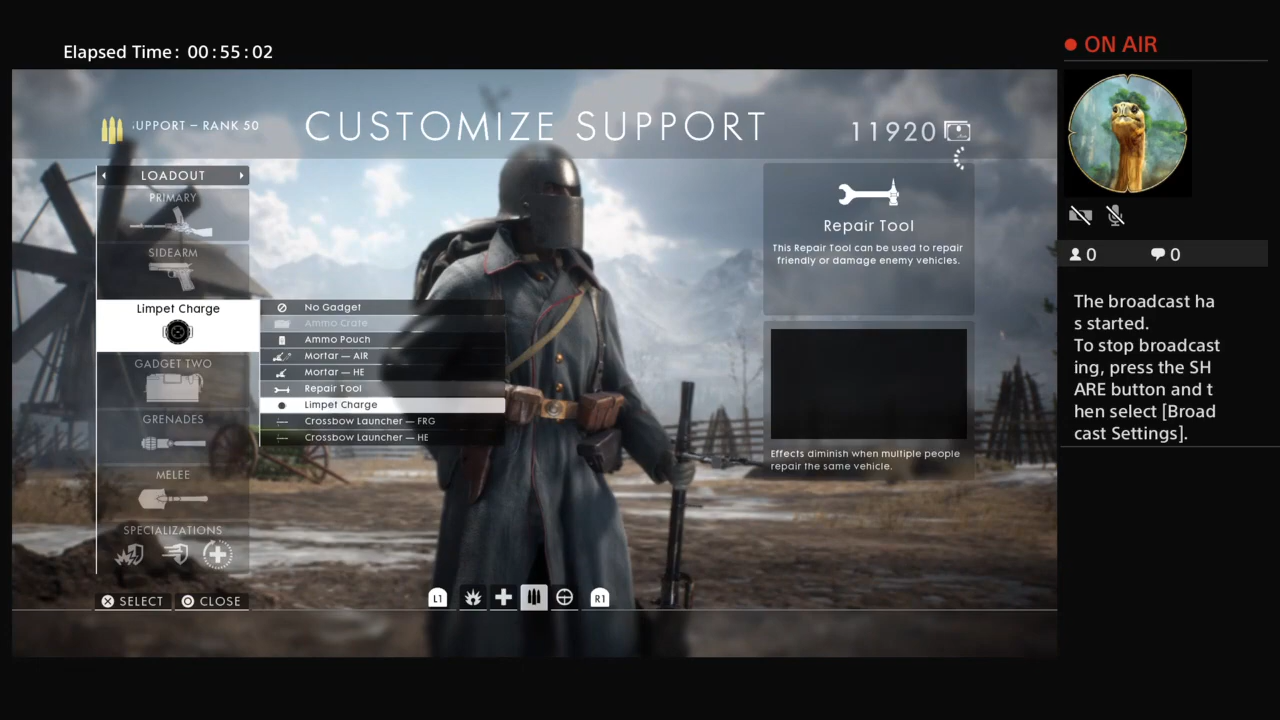 Elapsed Time: 00:55:02
ON AIR
SUPPORT – RANK 50
CUSTOMIZE SUPPORT
11920
LOADOUT
PRIMARY
SIDEARM
Limpet Charge
GADGET TWO
GRENADES
MELEE
SPECIALIZATIONS
No Gadget
Ammo Crate
Ammo Pouch
Mortar — AIR
Mortar — HE
Repair Tool
Limpet Charge
Crossbow Launcher — FRG
Crossbow Launcher — HE
Repair Tool
This Repair Tool can be used to repair
friendly or damage enemy vehicles.
Effects diminish when multiple people
repair the same vehicle.
SELECT
CLOSE
L1
R1
0
0
The broadcast ha
s started.
To stop broadcast
ing, press the SH
ARE button and t
hen select [Broad
cast Settings].